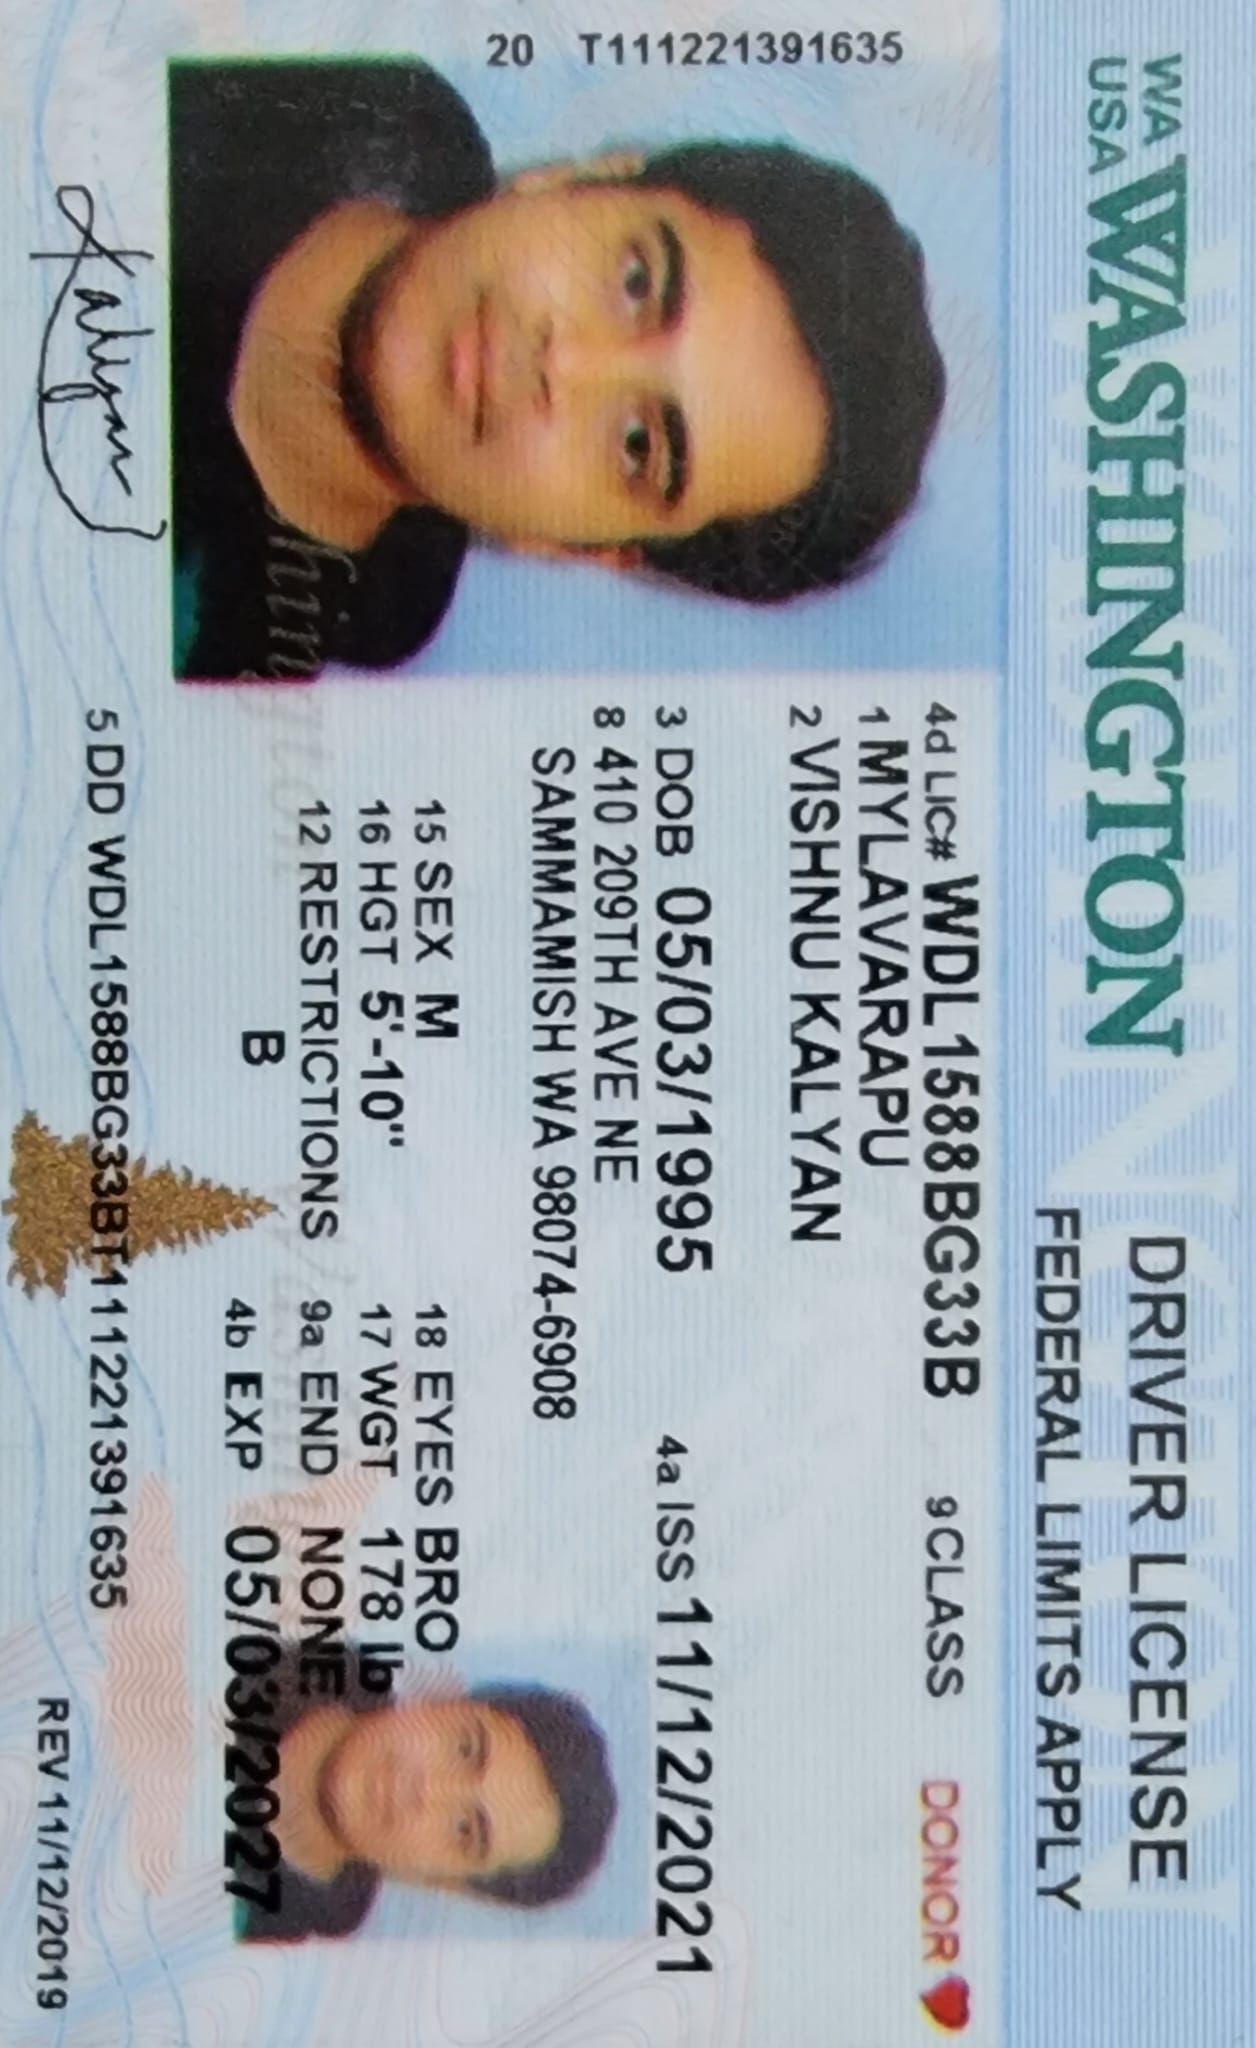 WA USA WASHINGTON DRIVER LICENSE
FEDERAL LIMITS APPLY
20 T111221391635
4d LIC# WDL1588BG33B 9 CLASS DONOR
1 MYLAVARAPU
2 VISHNU KALYAN
3 DOB 05/03/1995 4a ISS 11/12/2021
8 410 209TH AVE NE
SAMMAMISH WA 98074-6908
15 SEX M 18 EYES BRO
16 HGT 5'-10" 17 WGT 178 lb
12 RESTRICTIONS 9a END NONE
B 4b EXP 05/03/2027
Kalyan
5 DD WDL1588BG33BT111221391635
REV 11/12/2019